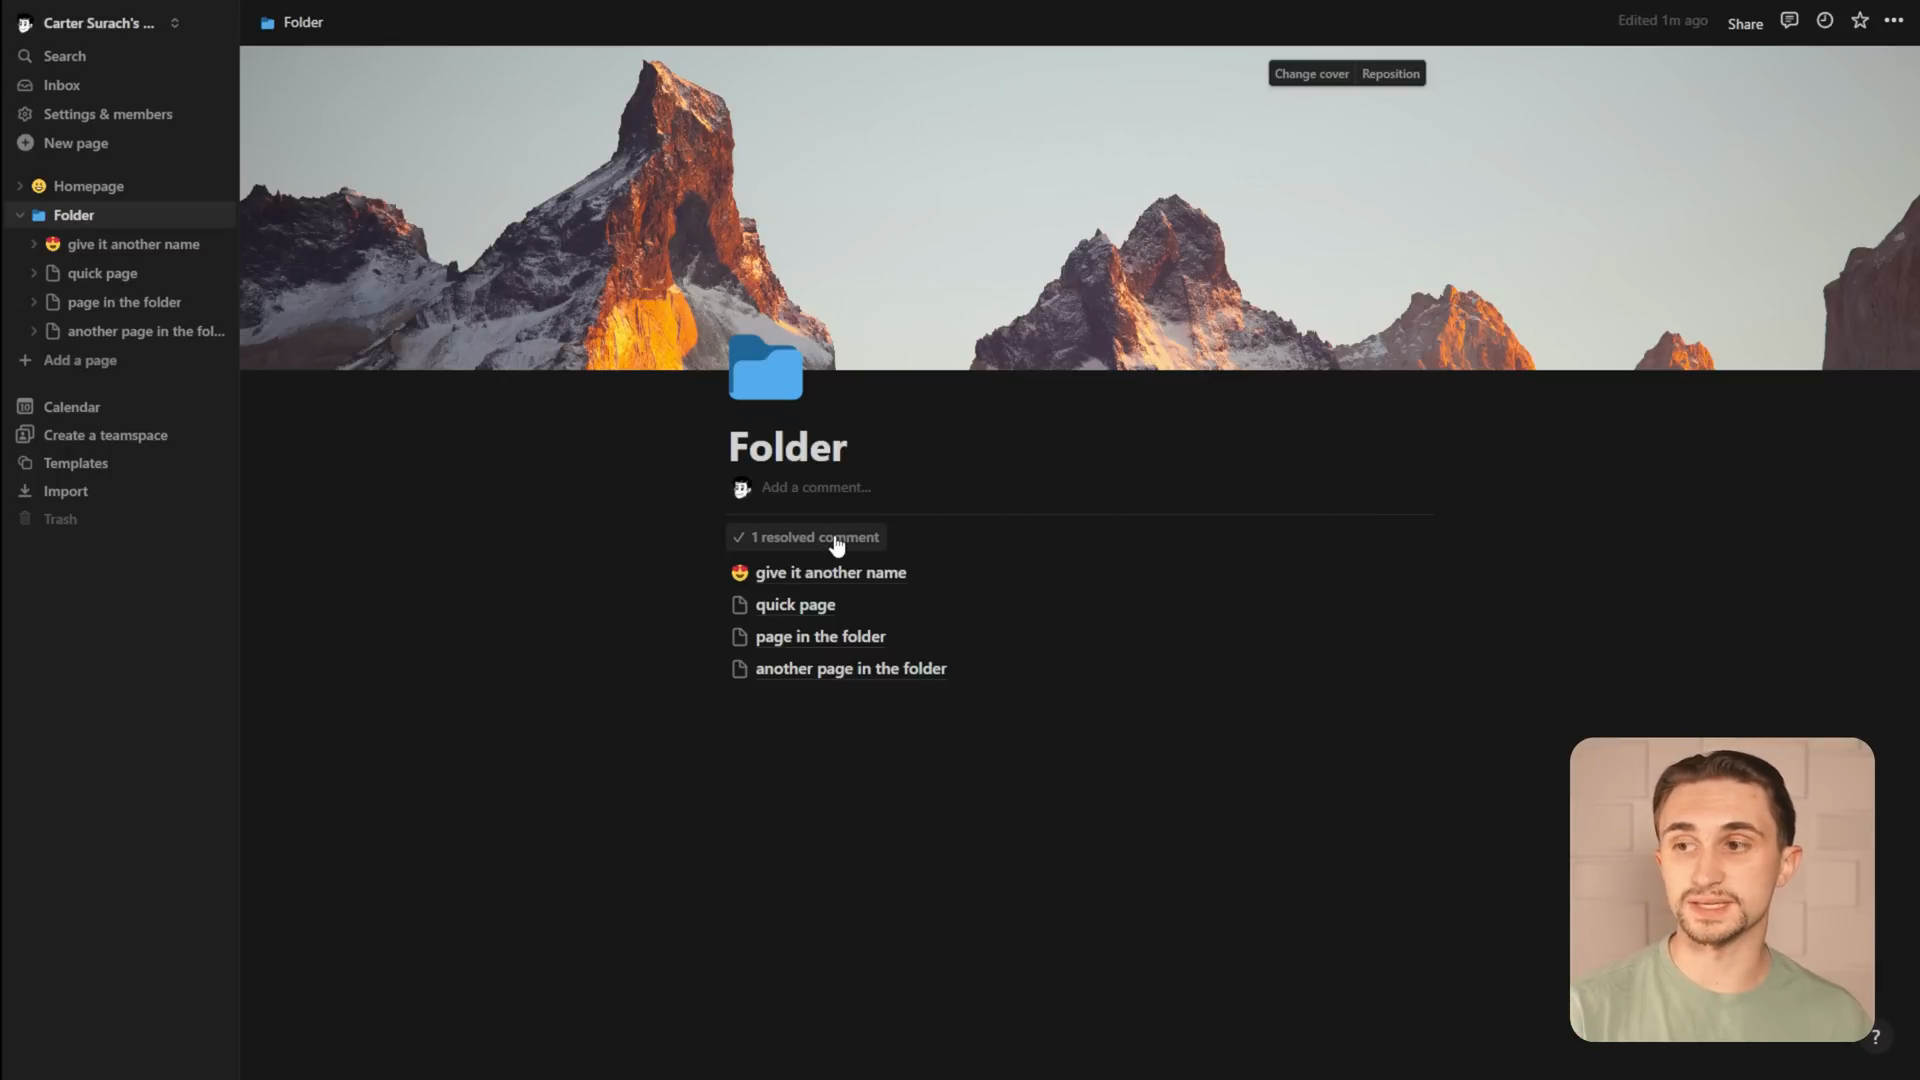 Carter Surach's ...
Search
Inbox
Settings & members
New page
Homepage
Folder
give it another name
quick page
page in the folder
another page in the fol...
Add a page
10
Calendar
Create a teamspace
Templates
Import
Trash
Folder
Edited 1m ago
Share
Change cover
Reposition
Folder
Add a comment...
1 resolved comment
give it another name
quick page
page in the folder
another page in the folder
?